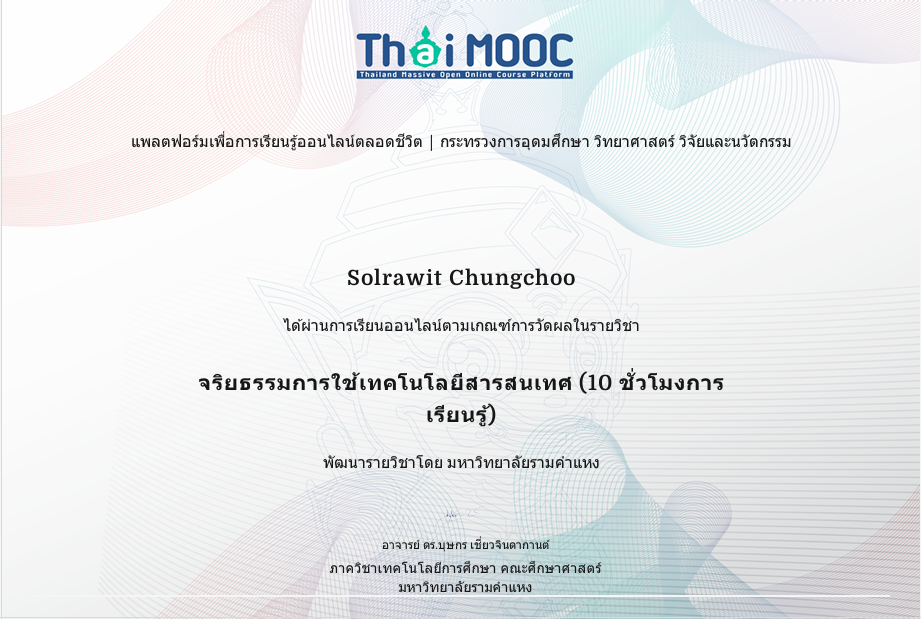 Thai MOOC
Thailand Massive Open Online Course Platform
แพลตฟอร์มเพื่อการเรียนรู้ออนไลน์ตลอดชีวิต | กระทรวงการอุดมศึกษา วิทยาศาสตร์ วิจัยและนวัตกรรม
Solrawit Chungchoo
ได้ผ่านการเรียนออนไลน์ตามเกณฑ์การวัดผลในรายวิชา
จริยธรรมการใช้เทคโนโลยีสารสนเทศ (10 ชั่วโมงการ
เรียนรู้)
พัฒนารายวิชาโดย มหาวิทยาลัยรามคำแหง
อาจารย์ ดร.บุษกร เชี่ยวจินดากานต์
ภาควิชาเทคโนโลยีการศึกษา คณะศึกษาศาสตร์
มหาวิทยาลัยรามคำแหง